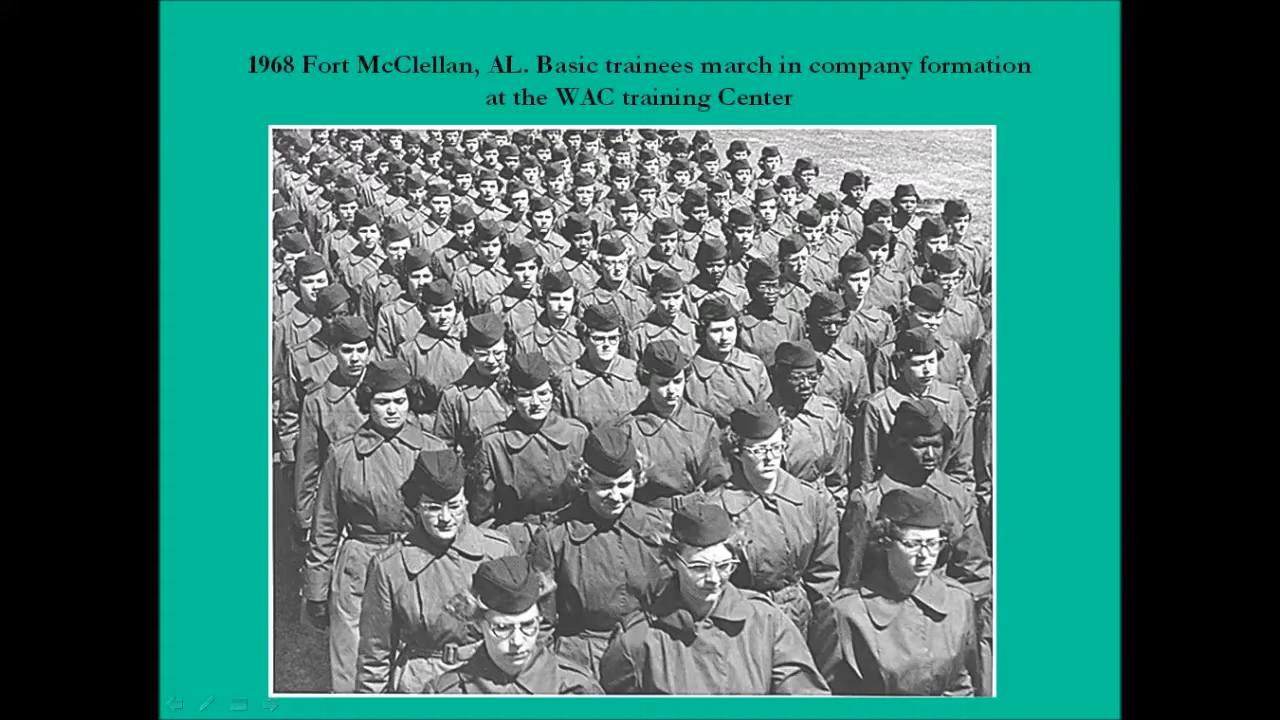 1968 Fort McClellan, AL. Basic trainees march in company formation
at the WAC training Center